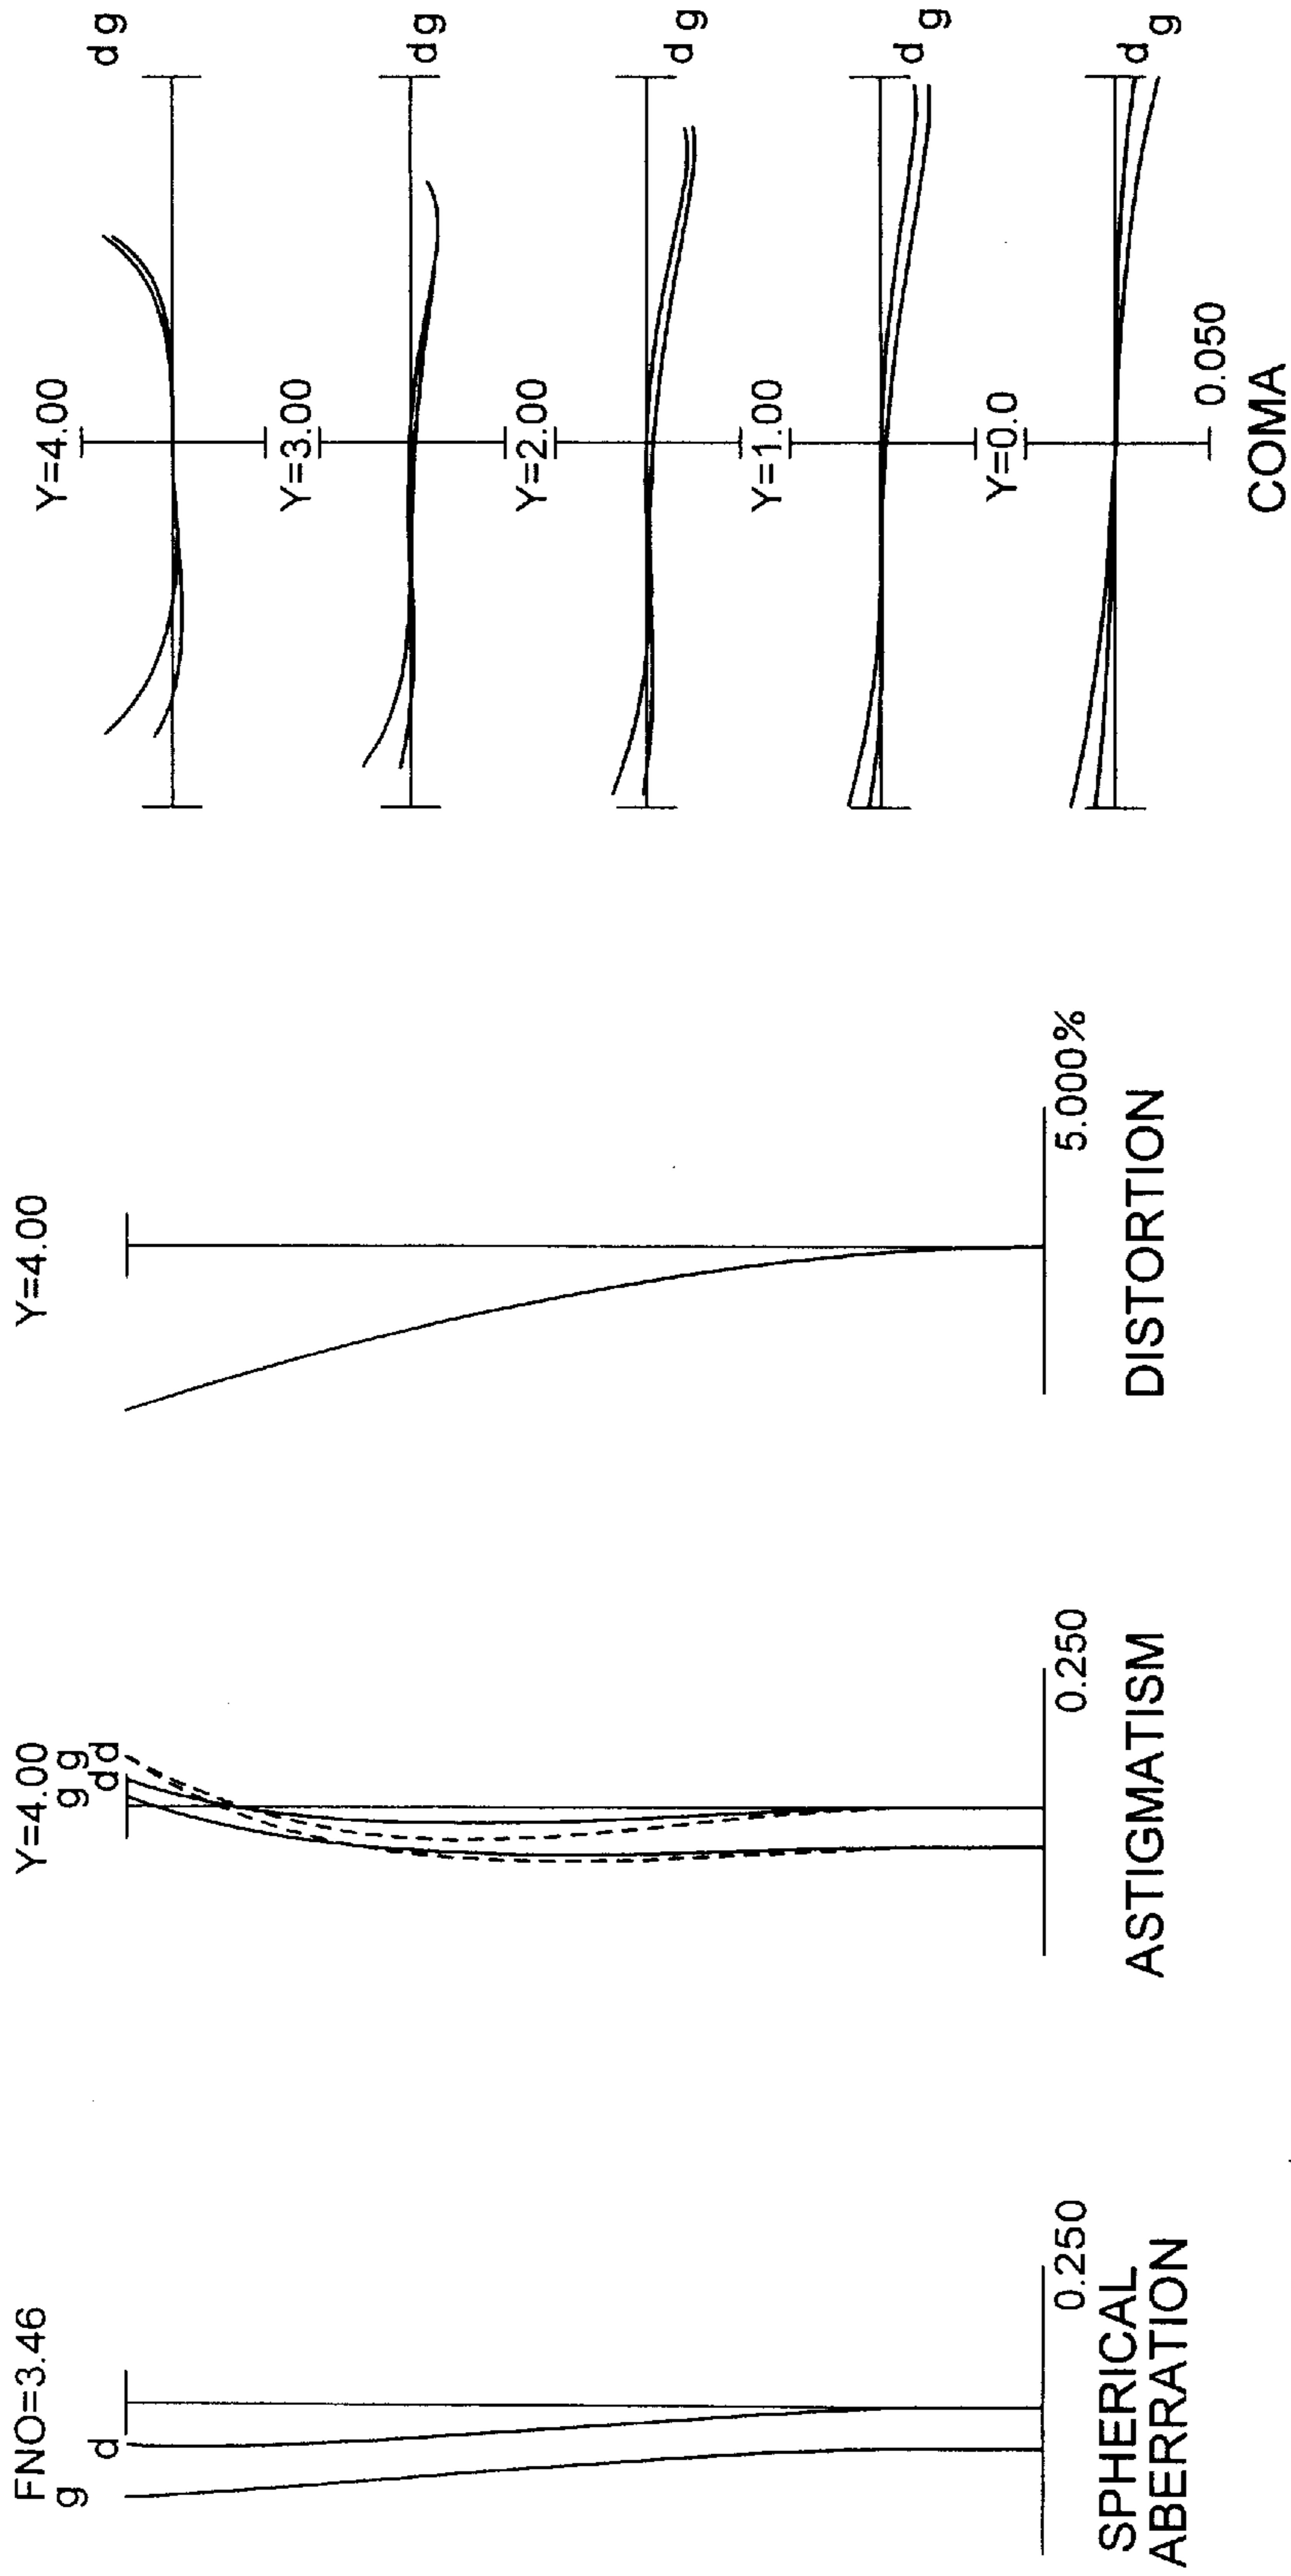 FNO=3.46
g
d
0.250
SPHERICAL
ABERRATION
Y=4.00
g g
d d
0.250
ASTIGMATISM
Y=4.00
5.000%
DISTORTION
Y=4.00
d g
Y=3.00
d g
Y=2.00
d g
Y=1.00
d g
Y=0.0
d g
0.050
COMA